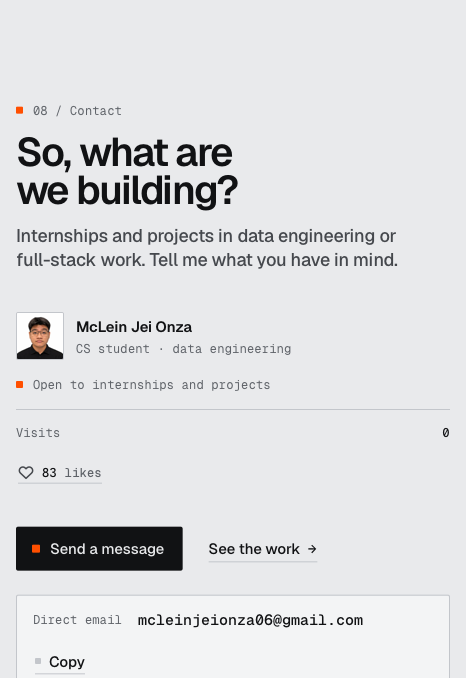 08 / Contact
So, what are
we building?
Internships and projects in data engineering or
full-stack work. Tell me what you have in mind.
McLein Jei Onza
CS student · data engineering
Open to internships and projects
Visits 0
83 likes
Send a message See the work →
Direct email mcleinjeionza06@gmail.com
Copy